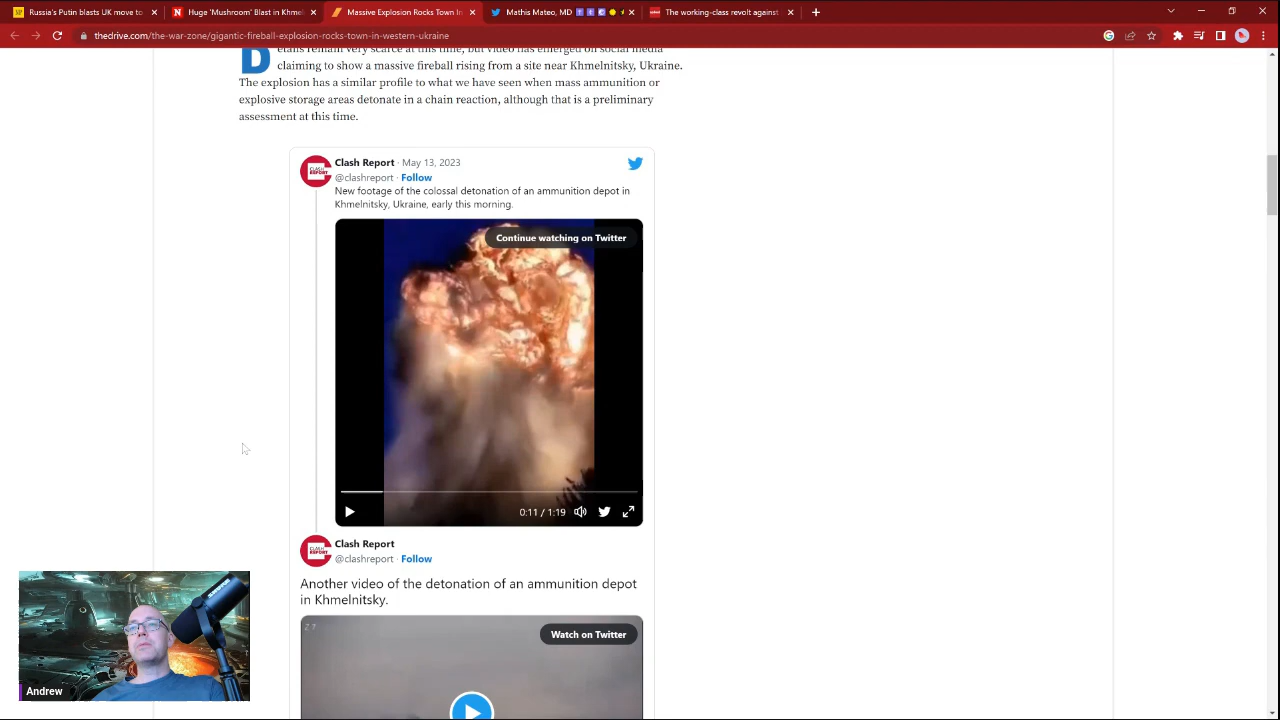 Russia's Putin blasts UK move to
Huge 'Mushroom' Blast in Khmel
Massive Explosion Rocks Town In
Mathis Mateo, MD
The working-class revolt against
thedrive.com/the-war-zone/gigantic-fireball-explosion-rocks-town-in-western-ukraine
Details remain very scarce at this time, but video has emerged on social media
claiming to show a massive fireball rising from a site near Khmelnitsky, Ukraine.
The explosion has a similar profile to what we have seen when mass ammunition or
explosive storage areas detonate in a chain reaction, although that is a preliminary
assessment at this time.
Clash Report · May 13, 2023
@clashreport · Follow
New footage of the colossal detonation of an ammunition depot in
Khmelnitsky, Ukraine, early this morning.
CLASH
REPORT
Continue watching on Twitter
0:11 / 1:19
Clash Report
@clashreport · Follow
CLASH
REPORT
Another video of the detonation of an ammunition depot
in Khmelnitsky.
Watch on Twitter
Andrew